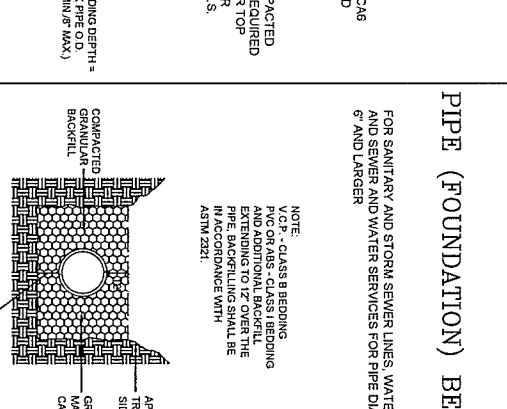 CA6
PACTED
EQUIRED
R TOP
R
.S.
DING DEPTH =
PIPE O.D.
MIN./8" MAX.)
PIPE (FOUNDATION) BE
FOR SANITARY AND STORM SEWER LINES, WATE
AND SEWER AND WATER SERVICES FOR PIPE DI
6" AND LARGER
NOTE:
V.C.P. - CLASS B BEDDING
PVC OR ABS - CLASS I BEDDING
AND ADDITIONAL BACKFILL
EXTENDING TO 12" OVER THE
PIPE, BACKFILLING SHALL BE
IN ACCORDANCE WITH
ASTM 2321.
COMPACTED
GRANULAR
BACKFILL
AP
TR
SI
GR
MA
CA